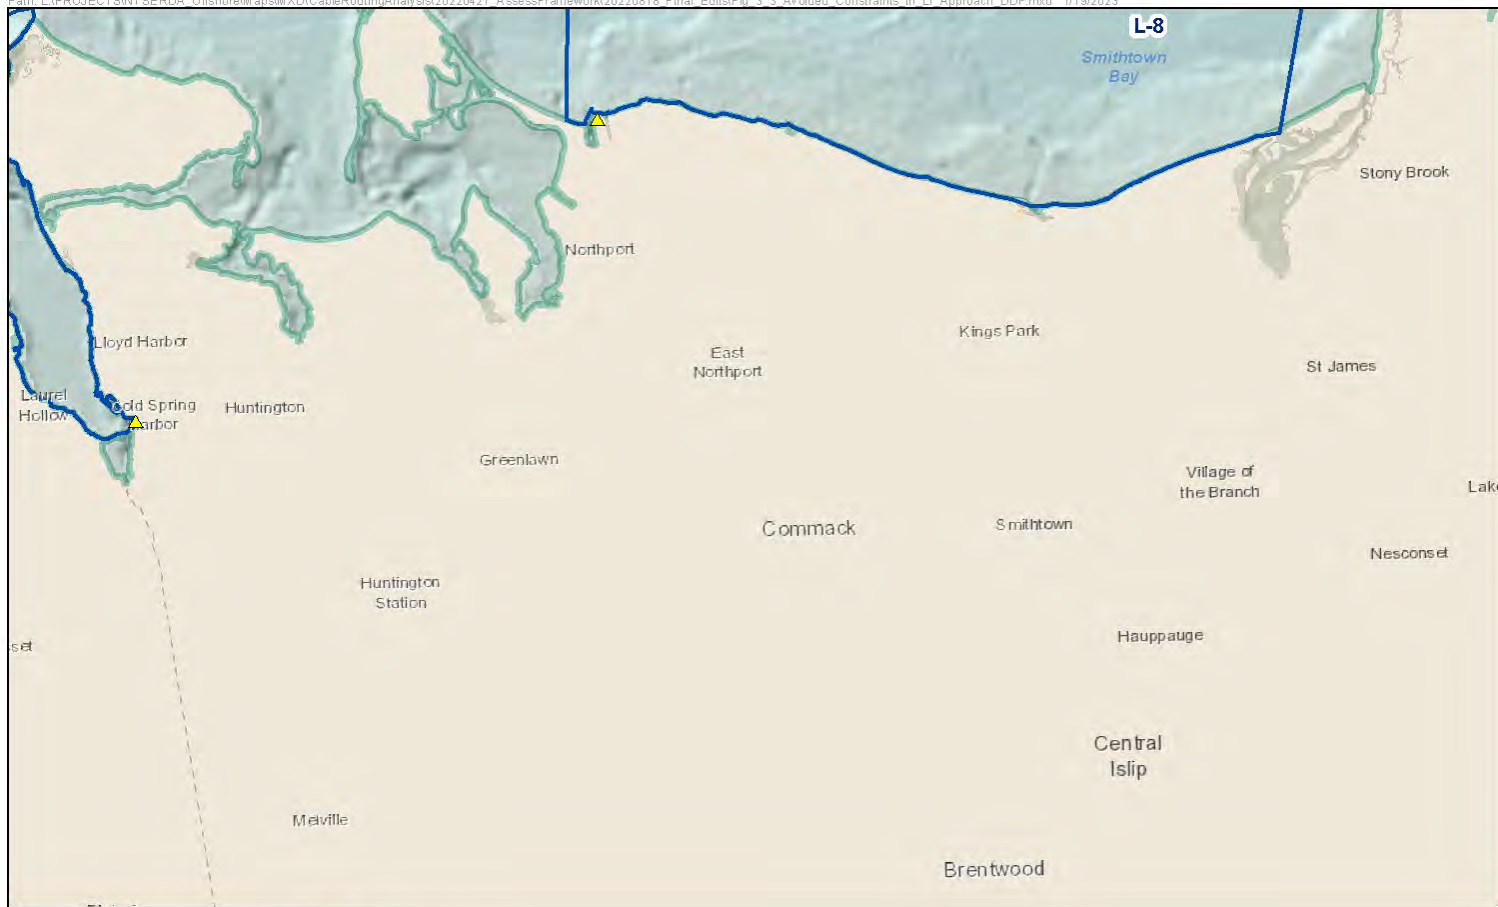 L-8
Smithtown
Bay
Stony Brook
Northport
Kings Park
Lloyd Harbor
East
Northport
St James
Laurel
Hollow
Cold Spring
Harbor
Huntington
Greenlawn
Village of
the Branch
Lake
Commack
Smithtown
Nesconset
Huntington
Station
Hauppauge
sset
Central
Islip
Melville
Brentwood